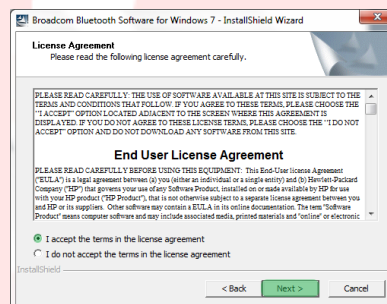 Broadcom Bluetooth Software for Windows 7 - InstallShield Wizard
License Agreement
Please read the following license agreement carefully.
PLEASE READ CAREFULLY: THE USE OF SOFTWARE AVAILABLE AT THIS SITE IS SUBJECT TO THE
TERMS AND CONDITIONS THAT FOLLOW. IF YOU AGREE TO THESE TERMS, PLEASE CHOOSE THE
"I ACCEPT" OPTION LOCATED ADJACENT TO THE SCREEN WHERE THIS AGREEMENT IS
DISPLAYED. IF YOU DO NOT AGREE TO THESE LICENSE TERMS, PLEASE CHOOSE THE "I DO NOT
ACCEPT" OPTION AND DO NOT DOWNLOAD ANY SOFTWARE FROM THIS SITE.
End User License Agreement
PLEASE READ CAREFULLY BEFORE USING THIS EQUIPMENT: This End-User license Agreement
("EULA") is a legal agreement between (a) you (either an individual or a single entity) and (b) Hewlett-Packard
Company ("HP") that governs your use of any Software Product, installed on or made available by HP for use
with your HP product ("HP Product"), that is not otherwise subject to a separate license agreement between you
and HP or its suppliers. Other software may contain a EULA in its online documentation. The term "Software
Product" means computer software and may include associated media, printed materials and "online" or electronic
I accept the terms in the license agreement
I do not accept the terms in the license agreement
InstallShield
< Back
Next >
Cancel